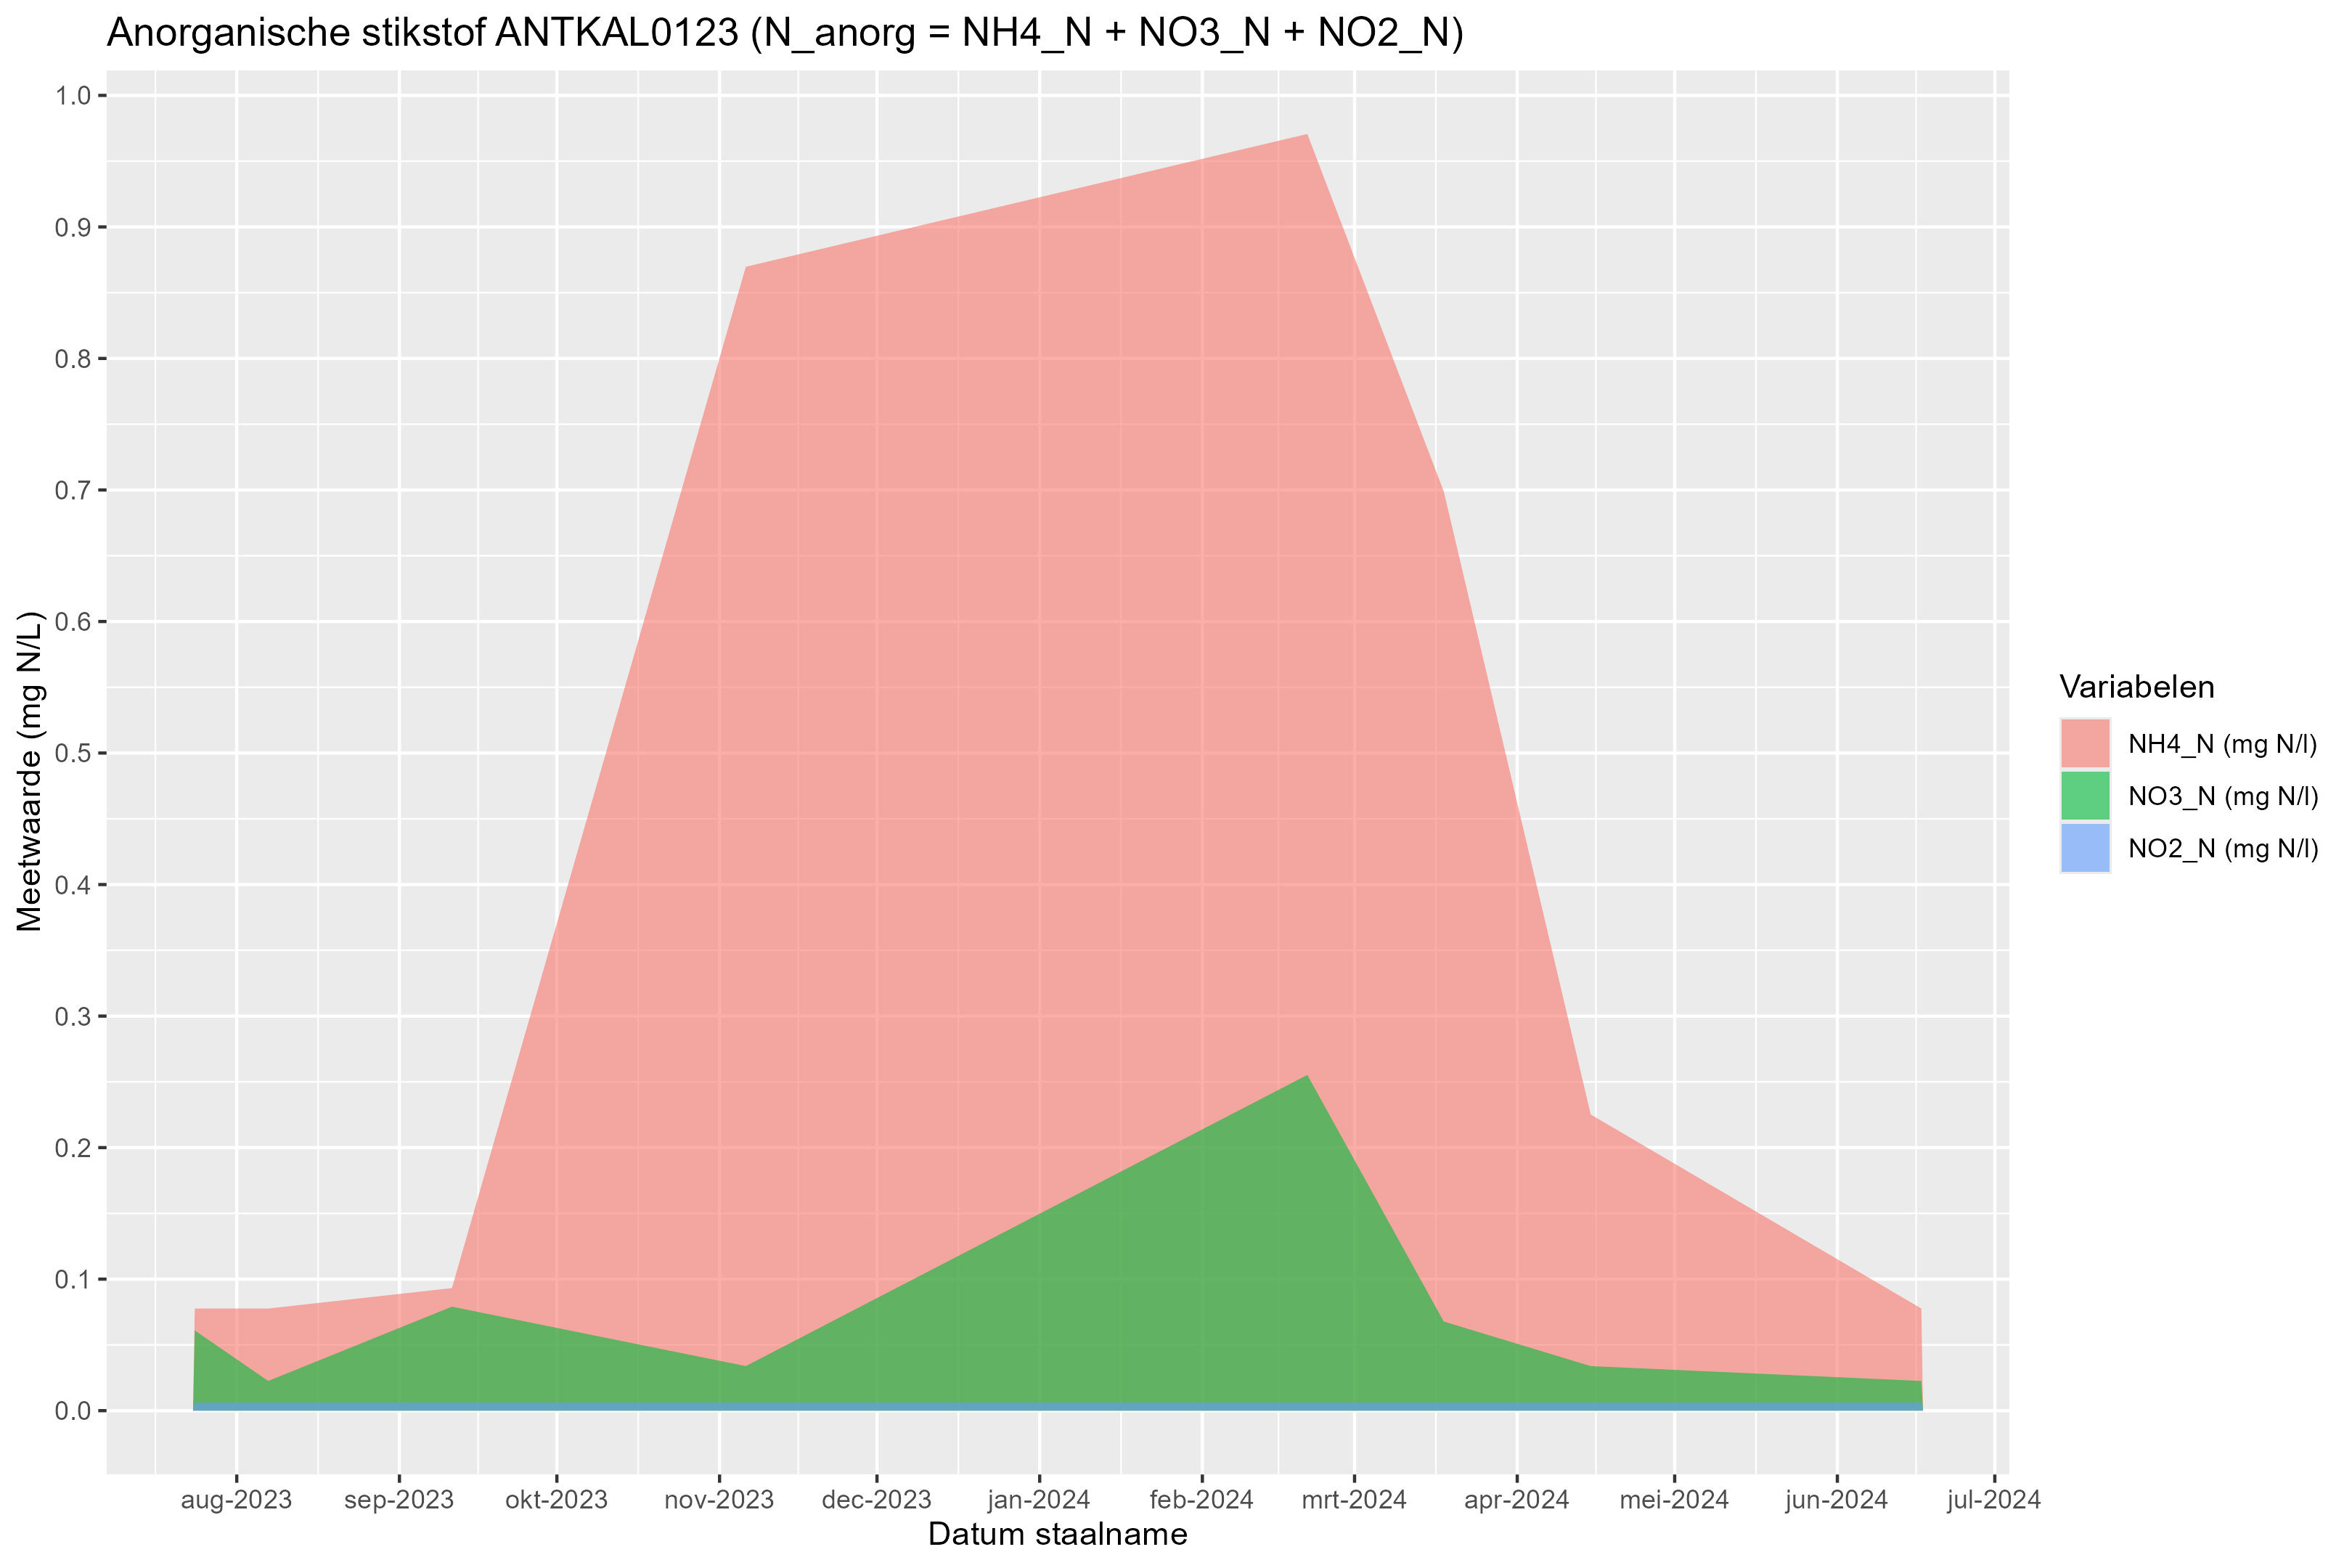 Anorganische stikstof ANTKAL0123 (N_anorg = NH4_N + NO3_N + NO2_N)
Meetwaarde (mg N/L)
1.0
0.9
0.8
0.7
0.6
0.5
0.4
0.3
0.2
0.1
0.0
aug-2023 sep-2023 okt-2023 nov-2023 dec-2023 jan-2024 feb-2024 mrt-2024 apr-2024 mei-2024 jun-2024 jul-2024
Datum staalname
Variabelen
NH4_N (mg N/l)
NO3_N (mg N/l)
NO2_N (mg N/l)